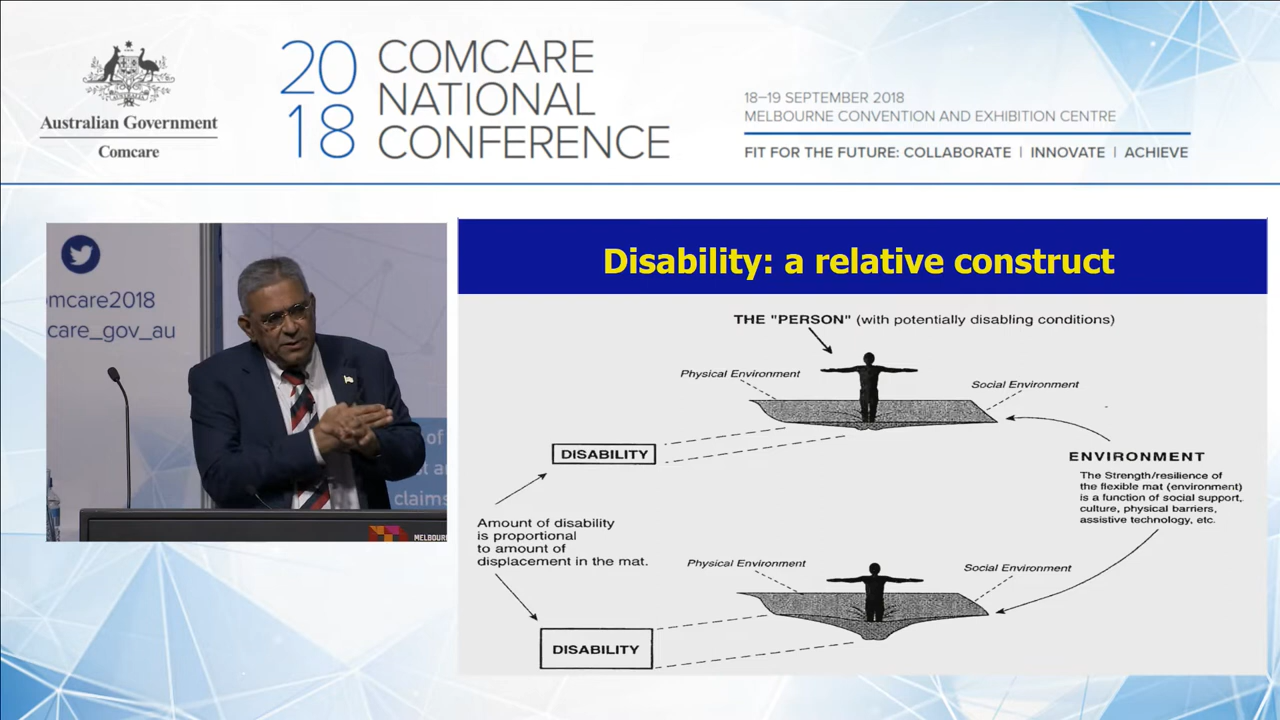 20
18
COMCARE
NATIONAL
CONFERENCE
Australian Government
Comcare
18–19 SEPTEMBER 2018
MELBOURNE CONVENTION AND EXHIBITION CENTRE
FIT FOR THE FUTURE: COLLABORATE | INNOVATE | ACHIEVE
omcare2018
care_gov_au
of
claims
MELBOUR
Disability: a relative construct
THE "PERSON" (with potentially disabling conditions)
Physical Environment
Social Environment
DISABILITY
ENVIRONMENT
The Strength/resilience of
the flexible mat (environment)
is a function of social support,
culture, physical barriers,
assistive technology, etc.
Amount of disability
is proportional
to amount of
displacement in the mat.
Physical Environment
Social Environment
DISABILITY